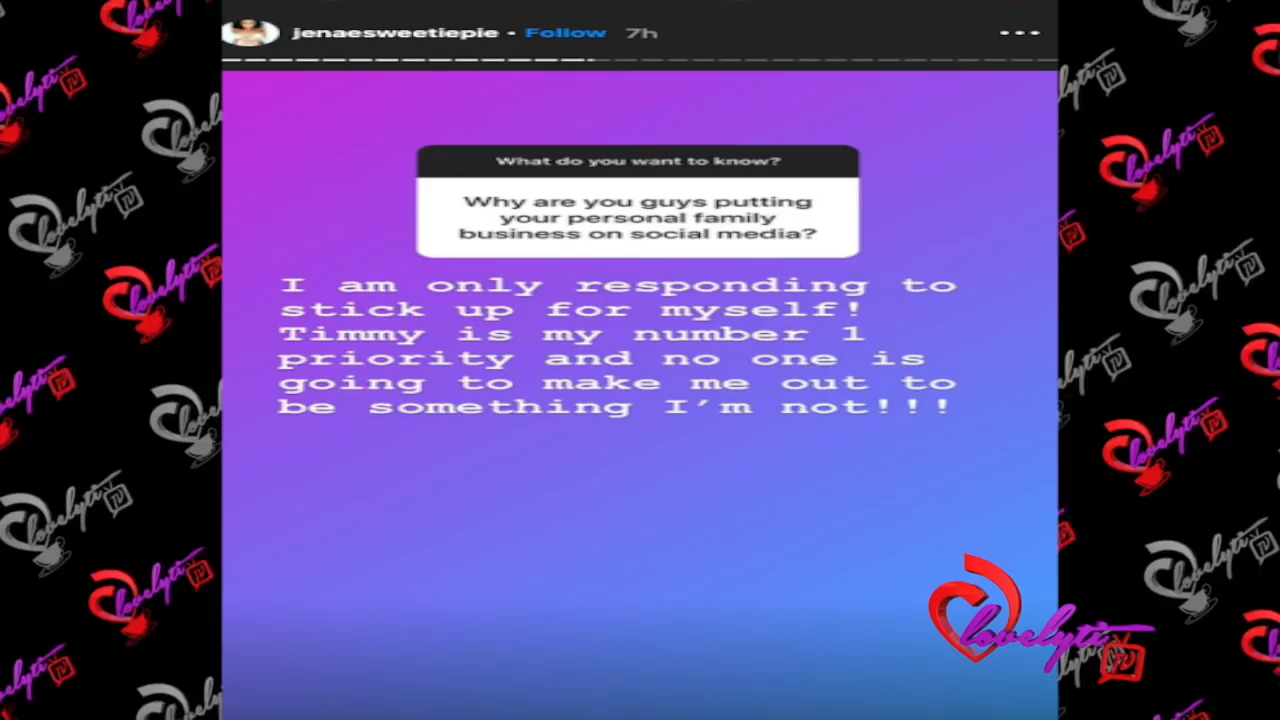 jenaesweetiepie • Follow 7h
What do you want to know?
Why are you guys putting
your personal family
business on social media?
I am only responding to
stick up for myself!
Timmy is my number 1
priority and no one is
going to make me out to
be something I'm not!!!
lovelyti